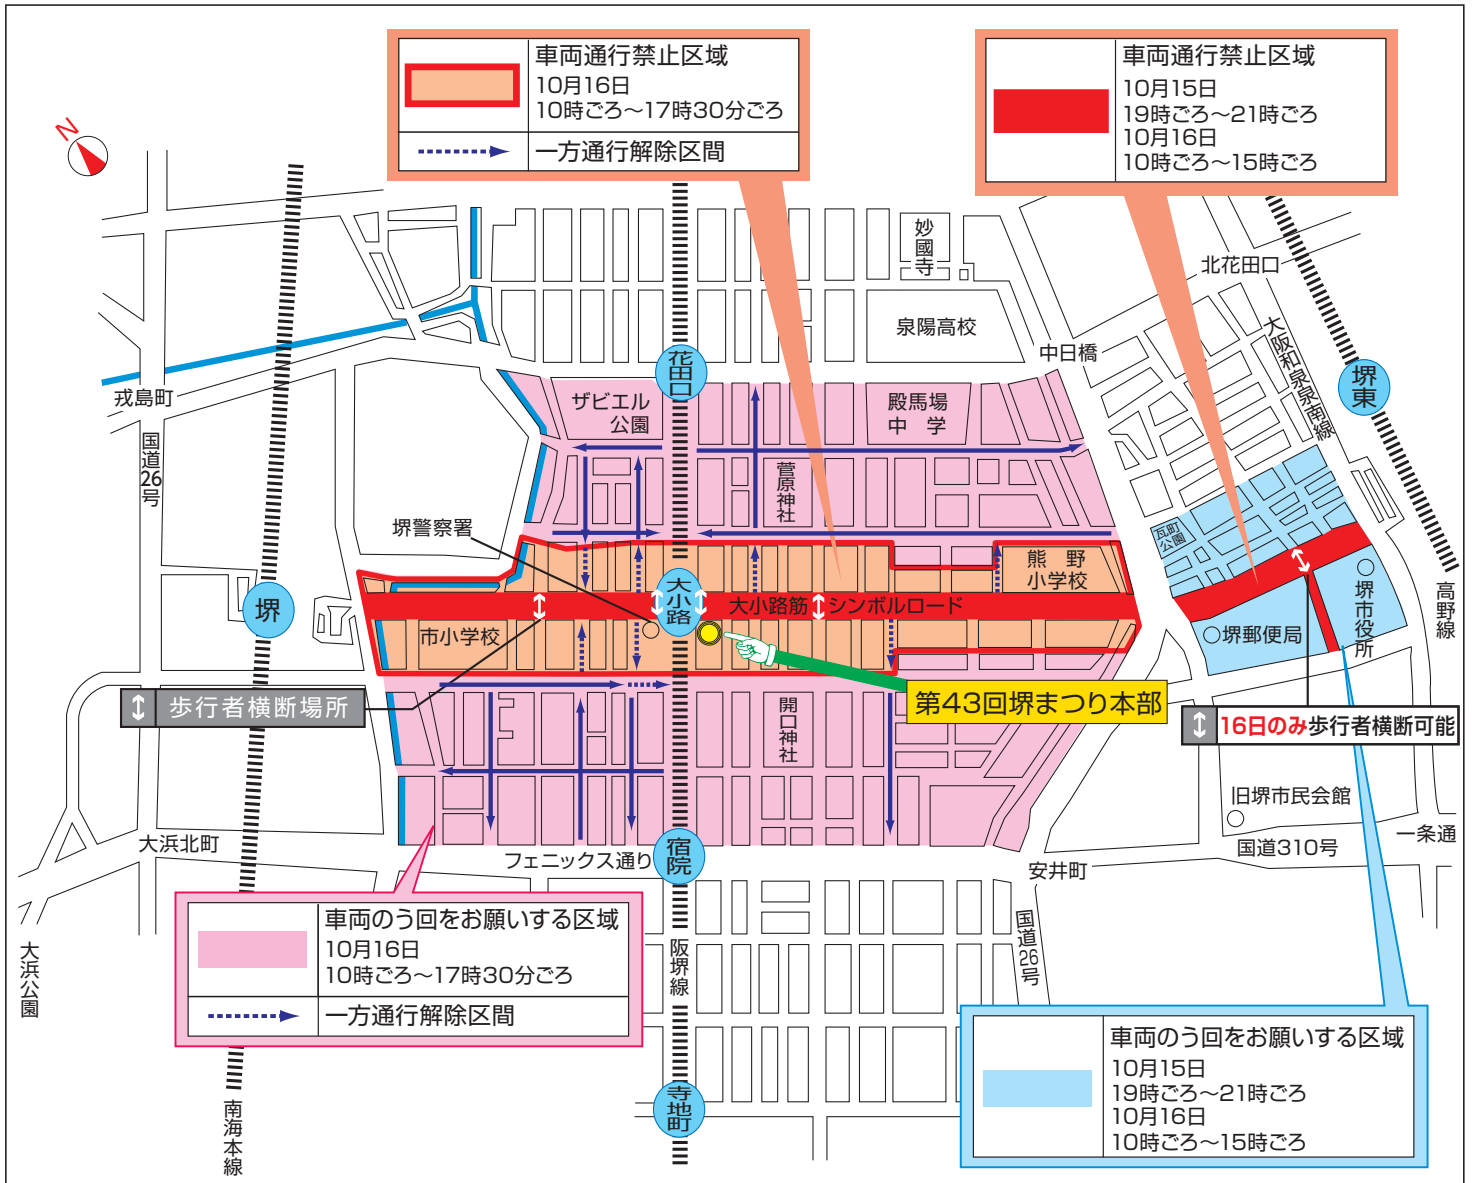 車両通行禁止区域
10月16日
10時ごろ～17時30分ごろ
一方通行解除区間
車両通行禁止区域
10月15日
19時ごろ～21時ごろ
10月16日
10時ごろ～15時ごろ
N
妙國寺
北花田口
泉陽高校
中日橋
大阪和泉泉南線
花田口
堺東
戎島町
ザビエル
公園
殿馬場
中学
国道26号
菅原神社
堺警察署
瓦町
公園
熊野
小学校
堺
大小路
大小路筋
シンボルロード
市小学校
堺郵便局
堺市役所
高野線
歩行者横断場所
第43回堺まつり本部
開口神社
16日のみ歩行者横断可能
旧堺市民会館
大浜北町
フェニックス通り
宿院
安井町
国道310号
一条通
車両のう回をお願いする区域
10月16日
10時ごろ～17時30分ごろ
一方通行解除区間
大浜公園
阪堺線
国道26号
車両のう回をお願いする区域
10月15日
19時ごろ～21時ごろ
10月16日
10時ごろ～15時ごろ
南海本線
寺地町